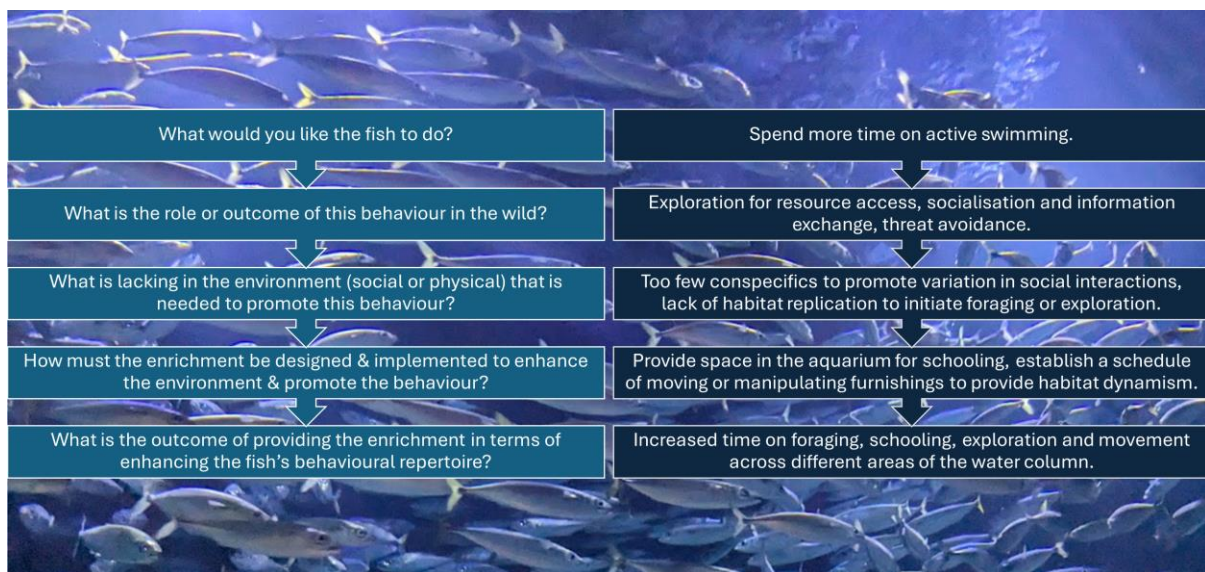 What would you like the fish to do?
Spend more time on active swimming.
What is the role or outcome of this behaviour in the wild?
Exploration for resource access, socialisation and information
exchange, threat avoidance.
What is lacking in the environment (social or physical) that is
needed to promote this behaviour?
Too few conspecifics to promote variation in social interactions,
lack of habitat replication to initiate foraging or exploration.
How must the enrichment be designed & implemented to enhance
the environment & promote the behaviour?
Provide space in the aquarium for schooling, establish a schedule
of moving or manipulating furnishings to provide habitat dynamism.
What is the outcome of providing the enrichment in terms of
enhancing the fish's behavioural repertoire?
Increased time on foraging, schooling, exploration and movement
across different areas of the water column.